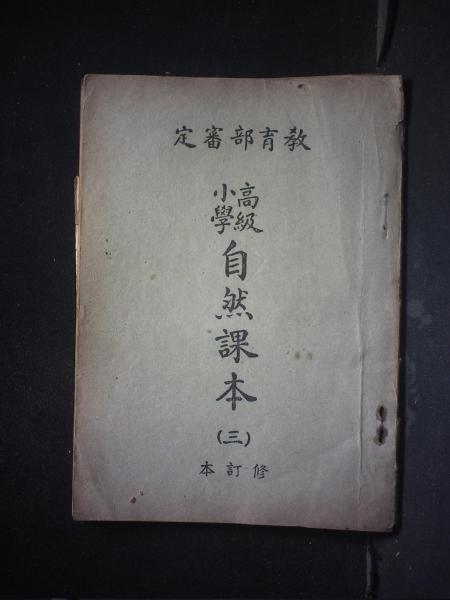 教育部審定
高級
小學
自然課本
(三)
修訂本